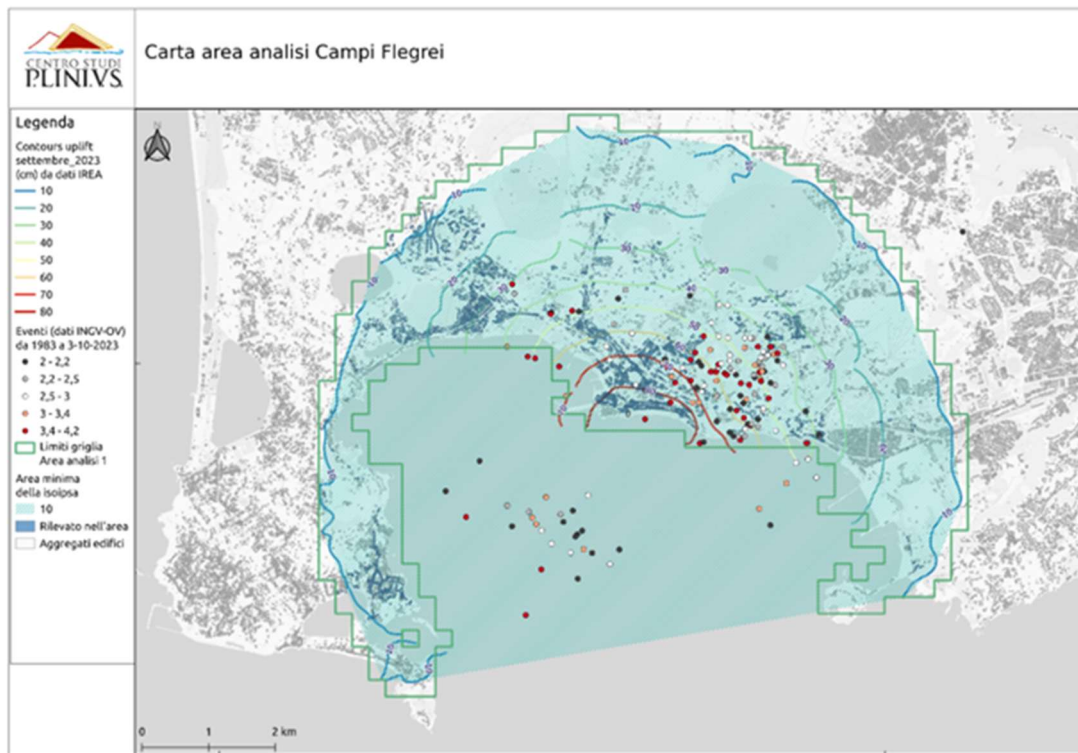 CENTRO STUDI
PLINIVS
Carta area analisi Campi Flegrei
Legenda
Contours uplift
settembre_2023
(cm) da dati IREA
10
20
30
40
50
60
70
80
Eventi (dati INGV-OV)
da 1983 a 3-10-2023
2 - 2,2
2,2 - 2,5
2,5 - 3
3 - 3,4
3,4 - 4,2
Limiti griglia
Area analisi 1
Area minima
della isoipsa
10
Rilevato nell'area
Aggregati edifici
N
0 1 2 km